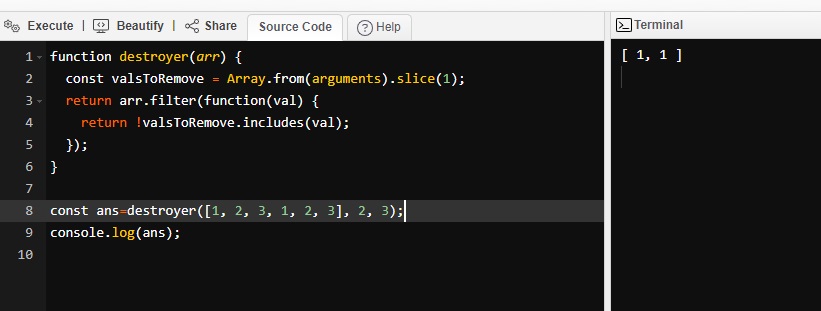 Execute | Beautify | Share Source Code ? Help
Terminal
1 function destroyer(arr) {
2   const valsToRemove = Array.from(arguments).slice(1);
3   return arr.filter(function(val) {
4     return !valsToRemove.includes(val);
5   });
6 }
7
8 const ans=destroyer([1, 2, 3, 1, 2, 3], 2, 3);
9 console.log(ans);
10
[ 1, 1 ]